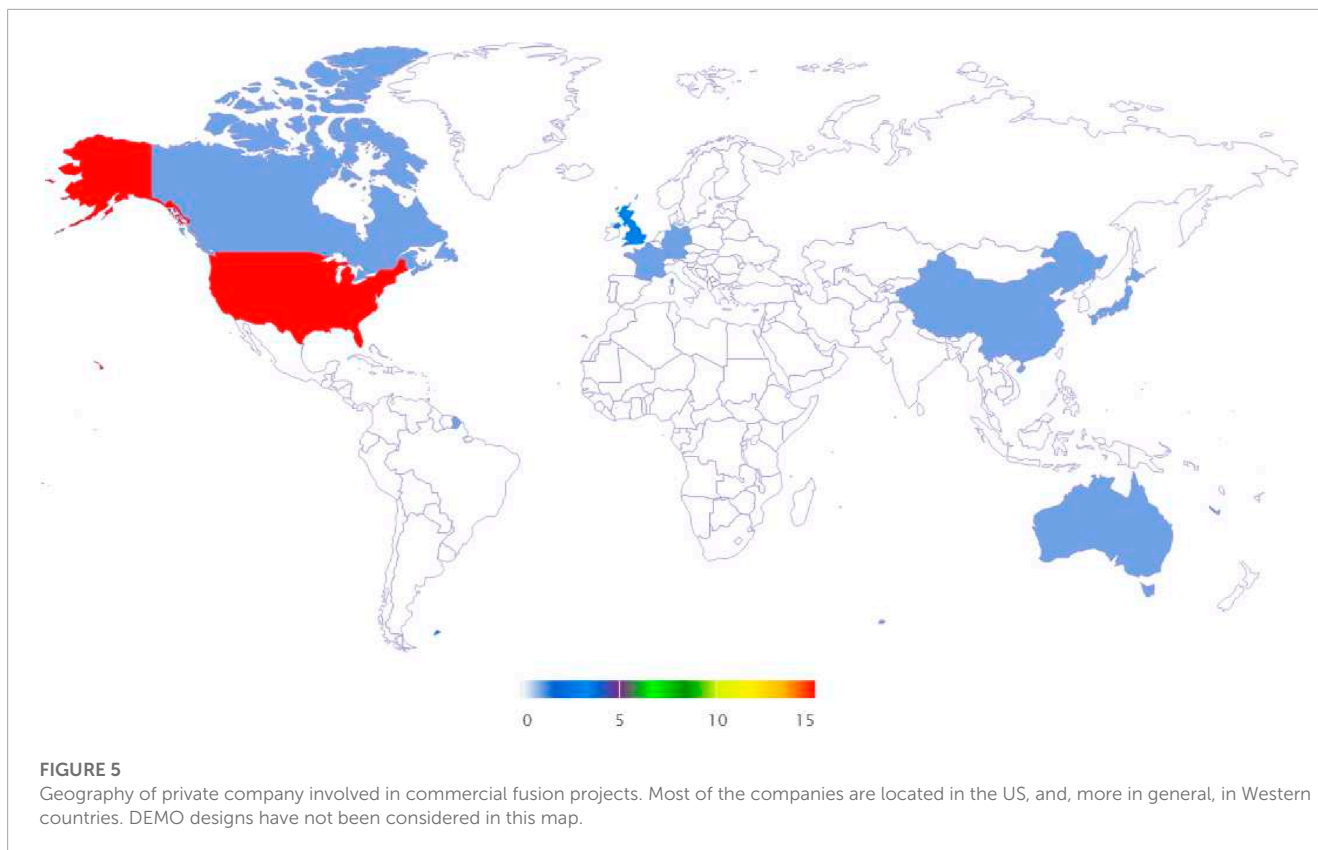 0 5 10 15
FIGURE 5
Geography of private company involved in commercial fusion projects. Most of the companies are located in the US, and, more in general, in Western
countries. DEMO designs have not been considered in this map.